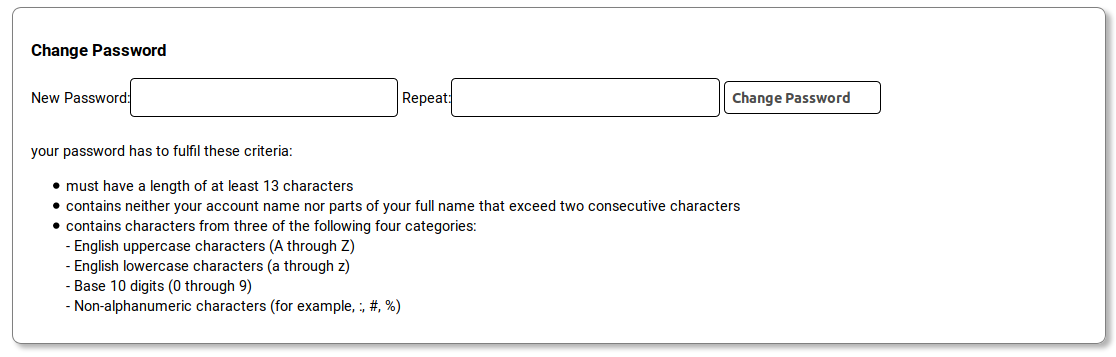 Change Password
New Password: Repeat: Change Password
your password has to fulfil these criteria:
• must have a length of at least 13 characters
• contains neither your account name nor parts of your full name that exceed two consecutive characters
• contains characters from three of the following four categories:
- English uppercase characters (A through Z)
- English lowercase characters (a through z)
- Base 10 digits (0 through 9)
- Non-alphanumeric characters (for example, :, #, %)